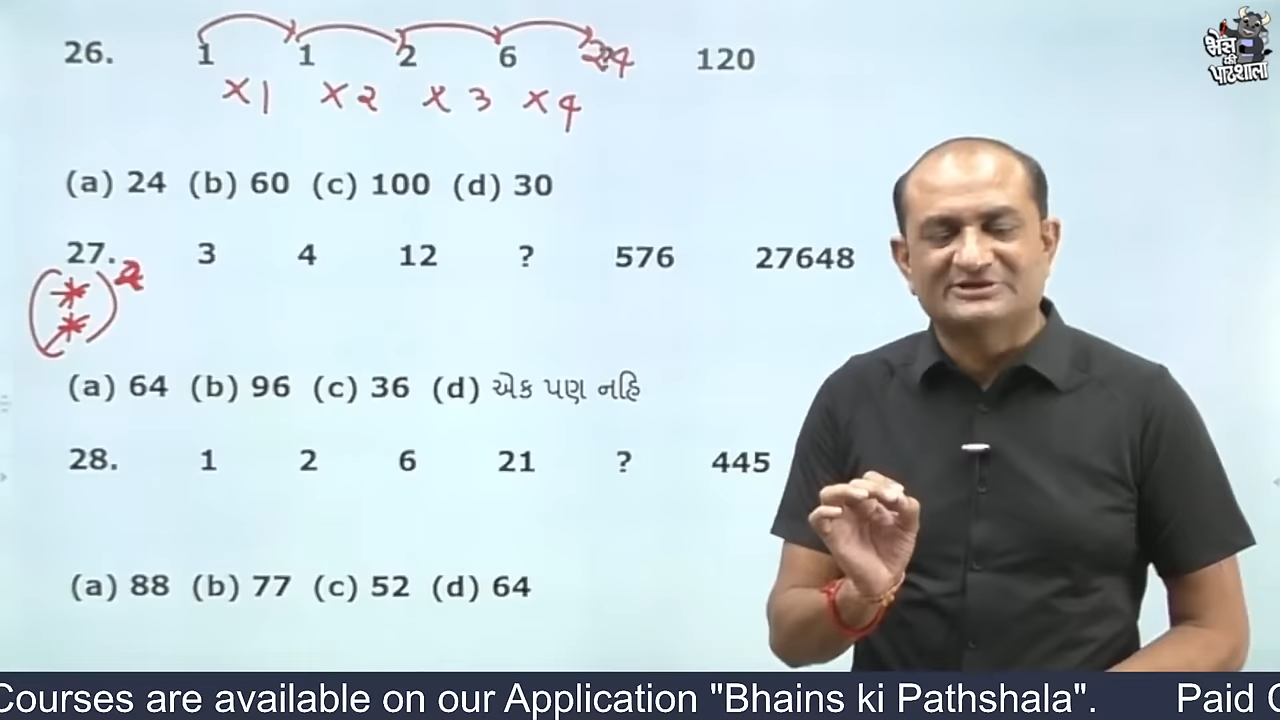 भैंस
की
पाठशाला
26. 1 1 2 6 24 120
×1 ×2 ×3 ×4
(a) 24 (b) 60 (c) 100 (d) 30
27. 3 4 12 ? 576 27648
(a) 64 (b) 96 (c) 36 (d) એક પણ નહિ
28. 1 2 6 21 ? 445
(a) 88 (b) 77 (c) 52 (d) 64
Courses are available on our Application "Bhains ki Pathshala". Paid C